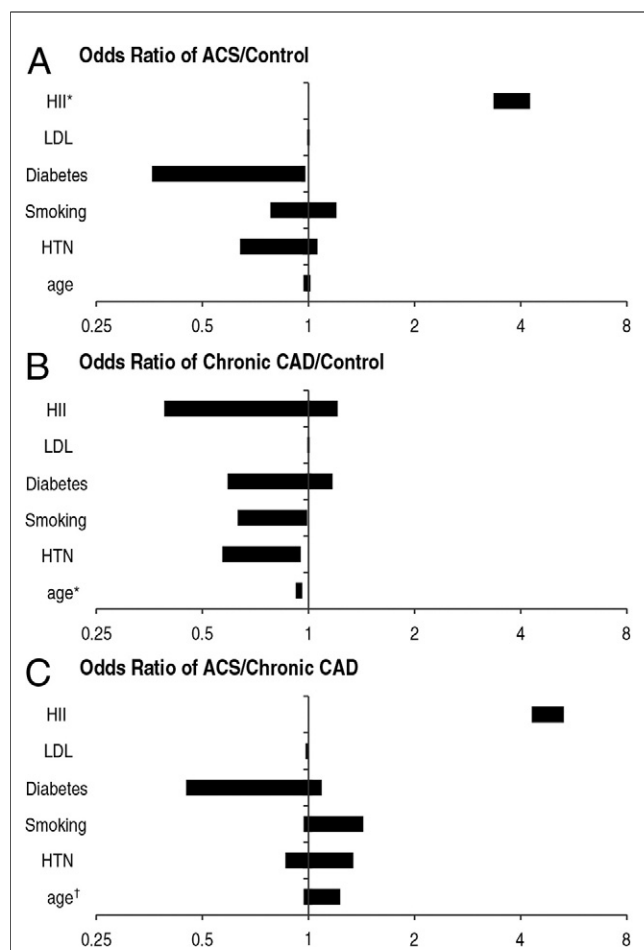 A Odds Ratio of ACS/Control
HII*
LDL
Diabetes
Smoking
HTN
age
0.25 0.5 1 2 4 8
B Odds Ratio of Chronic CAD/Control
HII
LDL
Diabetes
Smoking
HTN
age*
0.25 0.5 1 2 4 8
C Odds Ratio of ACS/Chronic CAD
HII
LDL
Diabetes
Smoking
HTN
age†
0.25 0.5 1 2 4 8